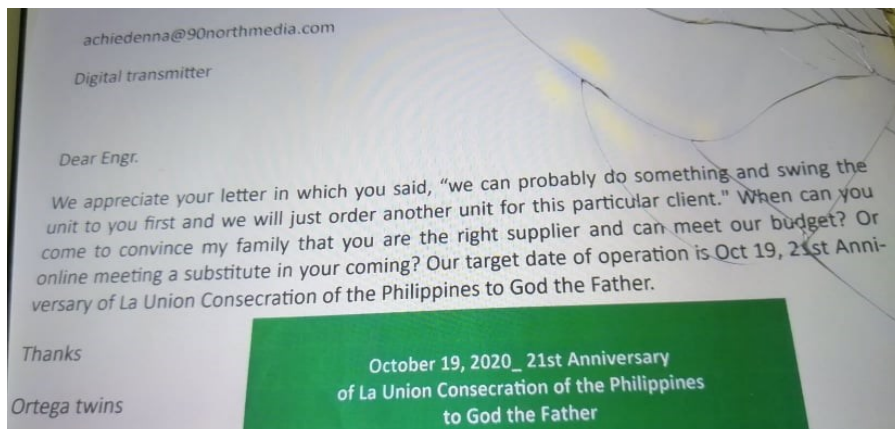 achiedenna@90northmedia.com
Digital transmitter
Dear Engr.
We appreciate your letter in which you said, “we can probably do something and swing the
unit to you first and we will just order another unit for this particular client." When can you
come to convince my family that you are the right supplier and can meet our budget? Or
online meeting a substitute in your coming? Our target date of operation is Oct 19, 21st Anni-
versary of La Union Consecration of the Philippines to God the Father.
Thanks
Ortega twins
October 19, 2020_ 21st Anniversary
of La Union Consecration of the Philippines
to God the Father